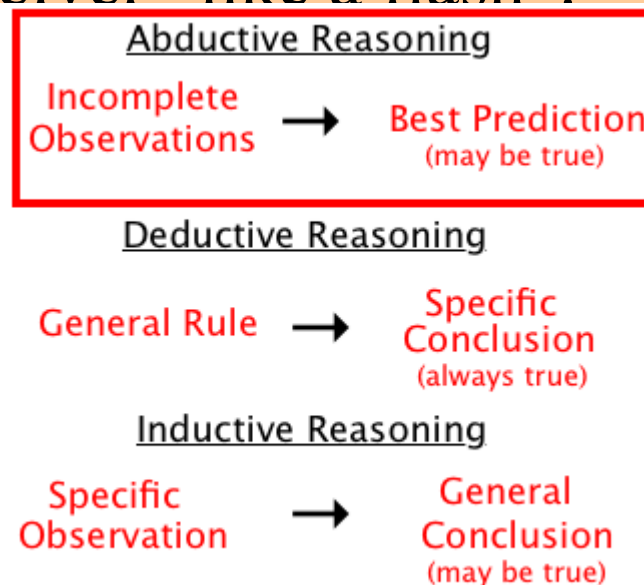 Abductive Reasoning
Incomplete
Observations → Best Prediction
(may be true)
Deductive Reasoning
General Rule → Specific
Conclusion
(always true)
Inductive Reasoning
Specific
Observation → General
Conclusion
(may be true)